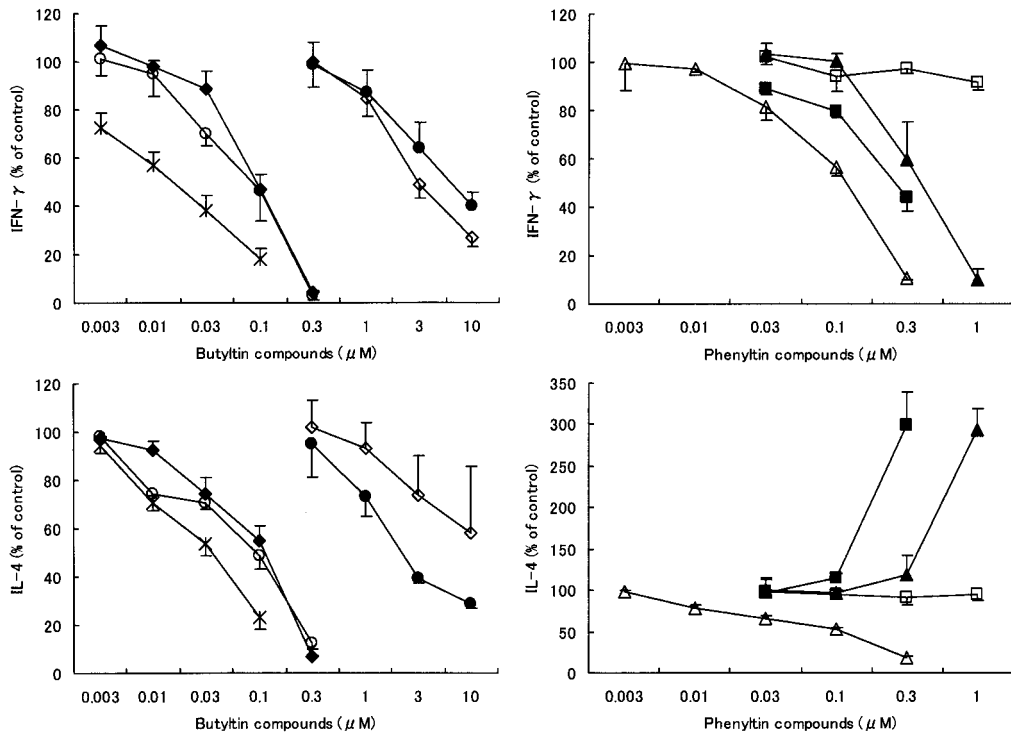 IFN-γ (% of control)
120
100
80
60
40
20
0
0.003 0.01 0.03 0.1 0.3 1 3 10
Butyltin compounds (μM)
IFN-γ (% of control)
120
100
80
60
40
20
0
0.003 0.01 0.03 0.1 0.3 1
Phenyltin compounds (μM)
IL-4 (% of control)
120
100
80
60
40
20
0
0.003 0.01 0.03 0.1 0.3 1 3 10
Butyltin compounds (μM)
IL-4 (% of control)
350
300
250
200
150
100
50
0
0.003 0.01 0.03 0.1 0.3 1
Phenyltin compounds (μM)